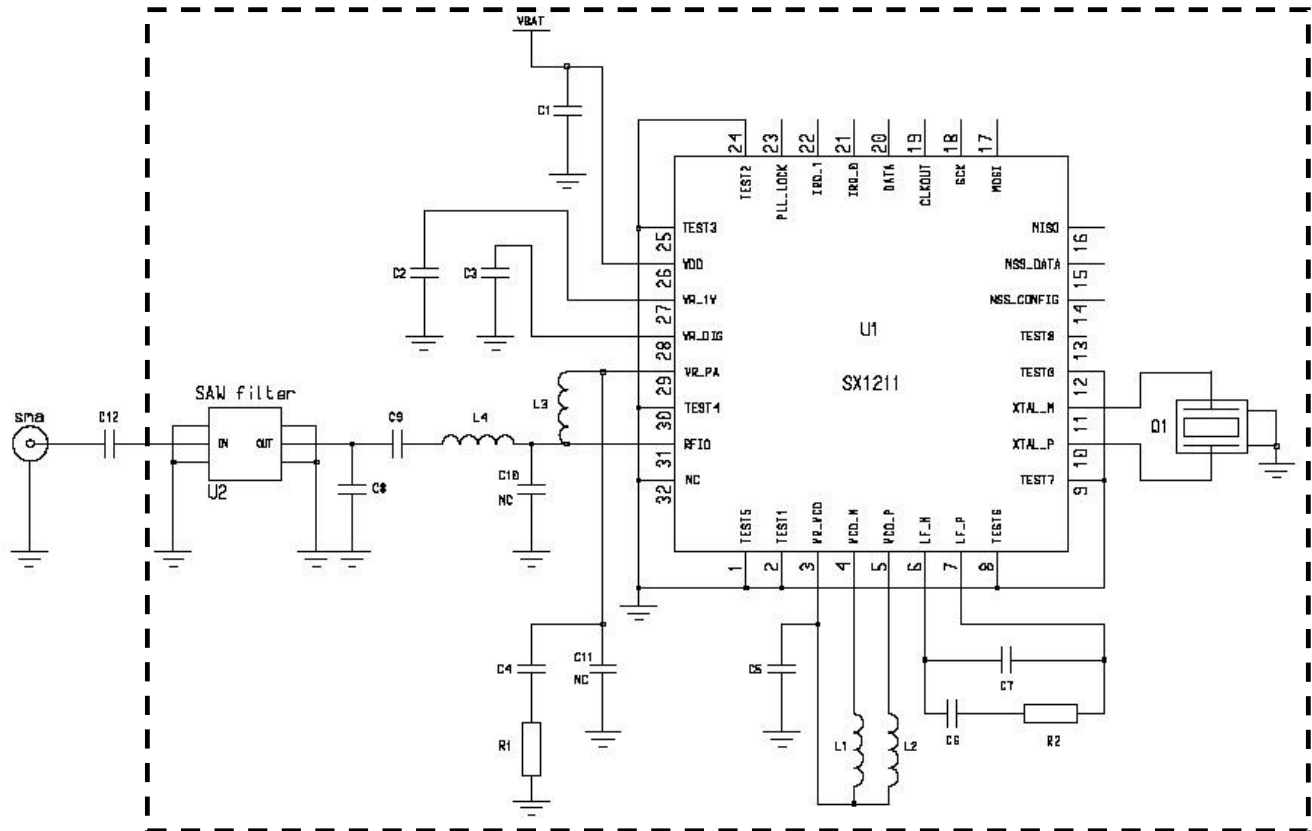 VBAT
C1
24
23
22
21
20
19
18
17
TEST2
PLL_LOCK
IRQ_1
IRQ_0
DATA
CLKOUT
SCK
MOSI
TEST3
25
VDD
26
VR_1V
27
VR_DIG
28
VR_PA
29
TEST4
30
RFIO
31
NC
32
MISO
16
NSS_DATA
15
NSS_CONFIG
14
TEST8
13
TEST0
12
XTAL_M
11
XTAL_P
10
TEST7
9
C2
C3
U1
SX1211
SAW filter
sma
C12
IN
OUT
U2
C8
C9
L4
L3
C10
NC
Q1
TEST5
TEST1
VR_VCO
VCO_M
VCO_P
LF_M
LF_P
TEST6
1
2
3
4
5
6
7
8
C4
C11
NC
R1
C5
L1
L2
C7
C6
R2